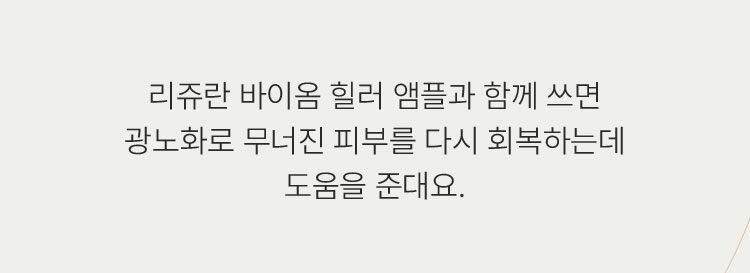 리쥬란 바이옴 힐러 앰플과 함께 쓰면
광노화로 무너진 피부를 다시 회복하는데
도움을 준대요.